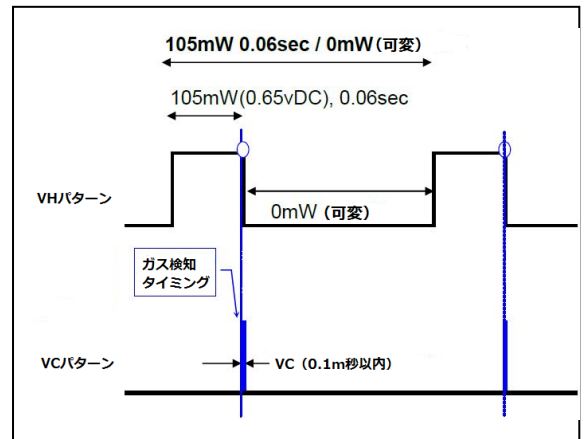 105mW 0.06sec / 0mW(可変)
105mW(0.65vDC), 0.06sec
VHパターン
0mW (可変)
ガス検知
タイミング
VCパターン
VC（0.1m秒以内）